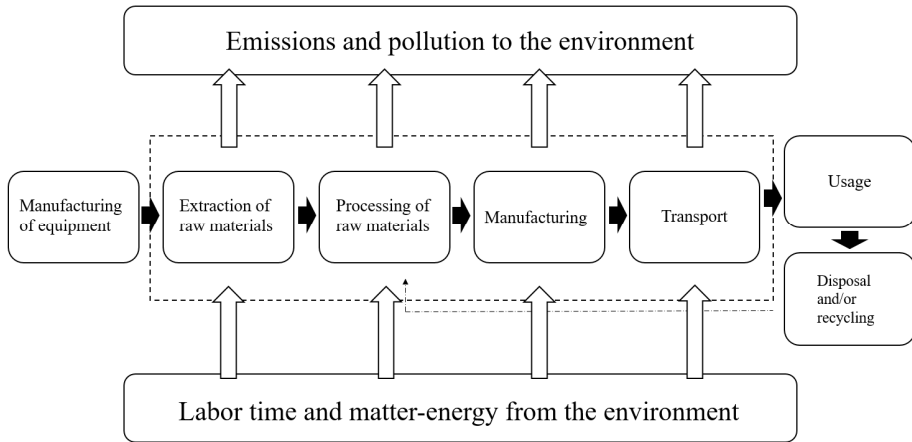 Emissions and pollution to the environment
Manufacturing
of equipment
Extraction of
raw materials
Processing of
raw materials
Manufacturing
Transport
Usage
Disposal
and/or
recycling
Labor time and matter-energy from the environment